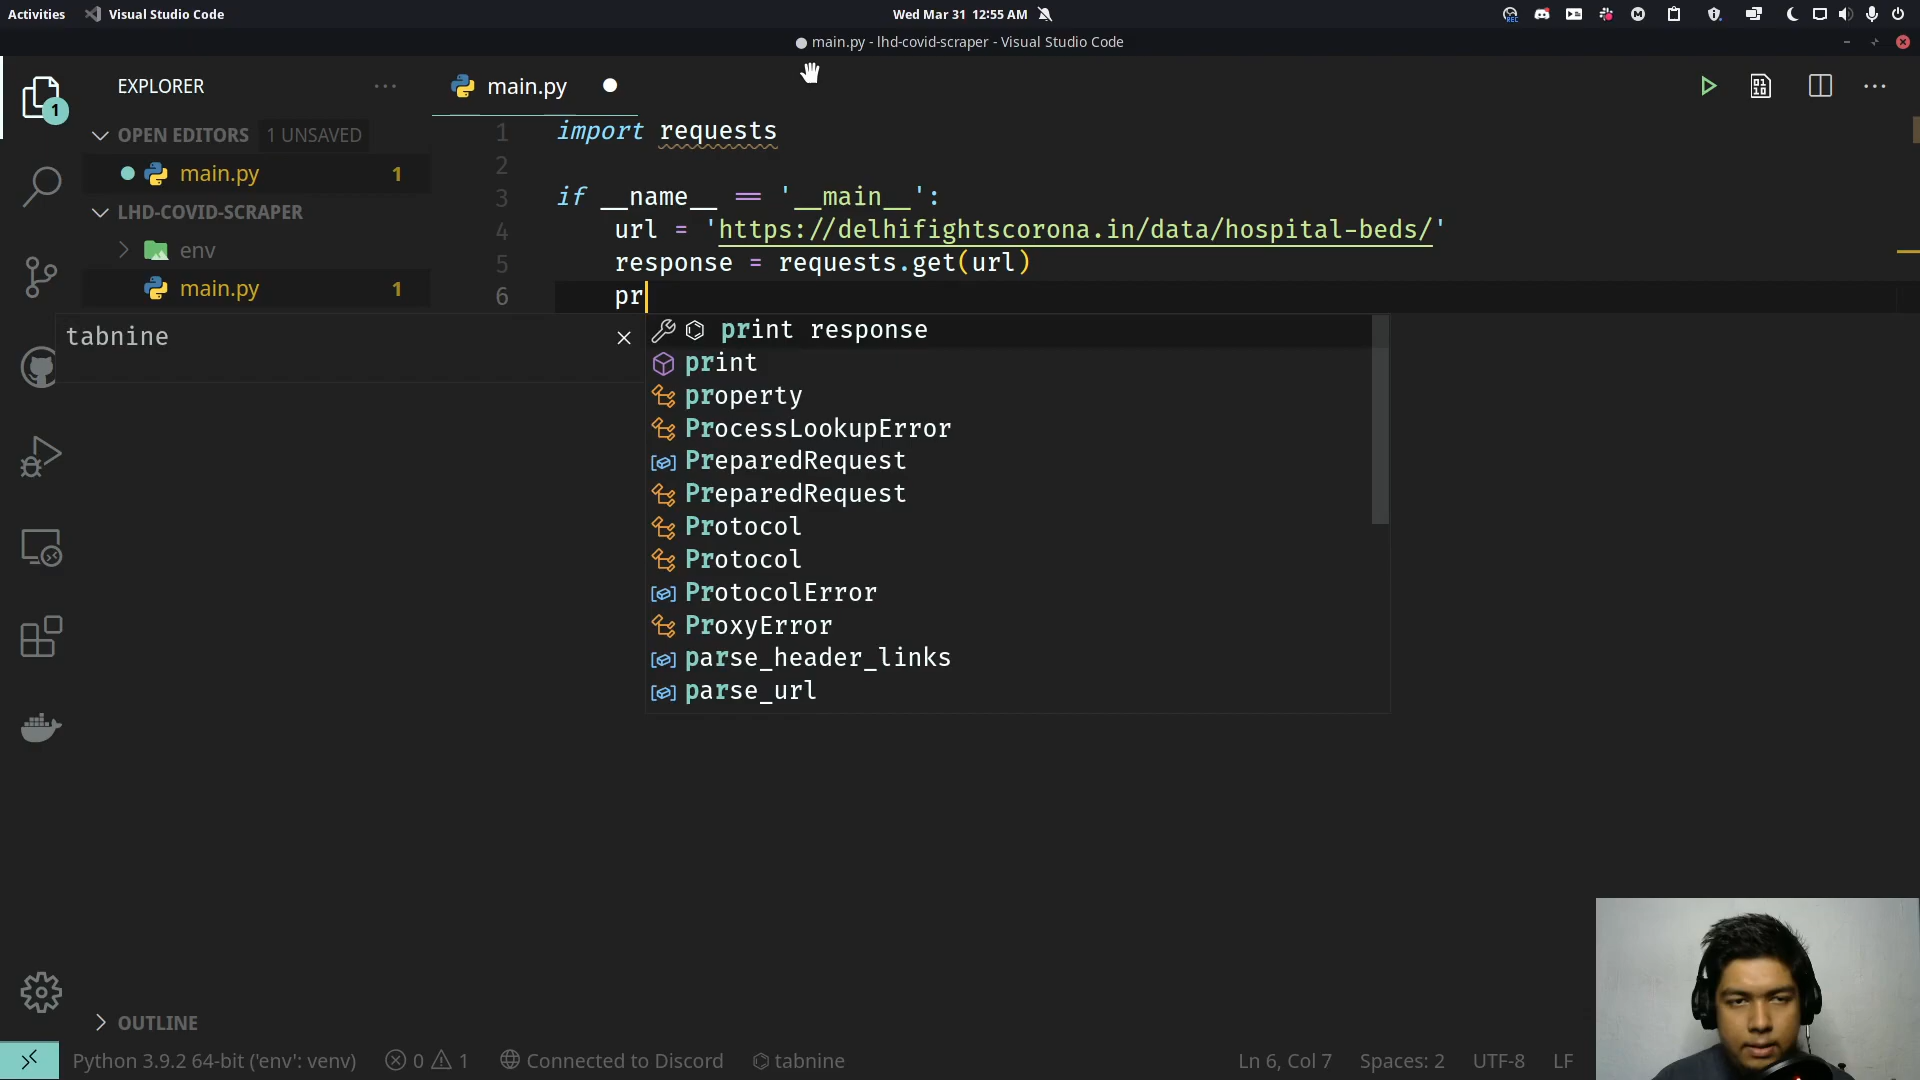 Activities Visual Studio Code Wed Mar 31 12:55 AM
main.py - lhd-covid-scraper - Visual Studio Code
EXPLORER
main.py
OPEN EDITORS 1 UNSAVED
main.py 1
LHD-COVID-SCRAPER
env
main.py 1
1
1 import requests
2
3 if __name__ == '__main__':
4 url = 'https://delhifightscorona.in/data/hospital-beds/'
5 response = requests.get(url)
6 pr
tabnine
print response
print
property
ProcessLookupError
PreparedRequest
PreparedRequest
Protocol
Protocol
ProtocolError
ProxyError
parse_header_links
parse_url
OUTLINE
Python 3.9.2 64-bit ('env': venv) 0 1 Connected to Discord tabnine Ln 6, Col 7 Spaces: 2 UTF-8 LF